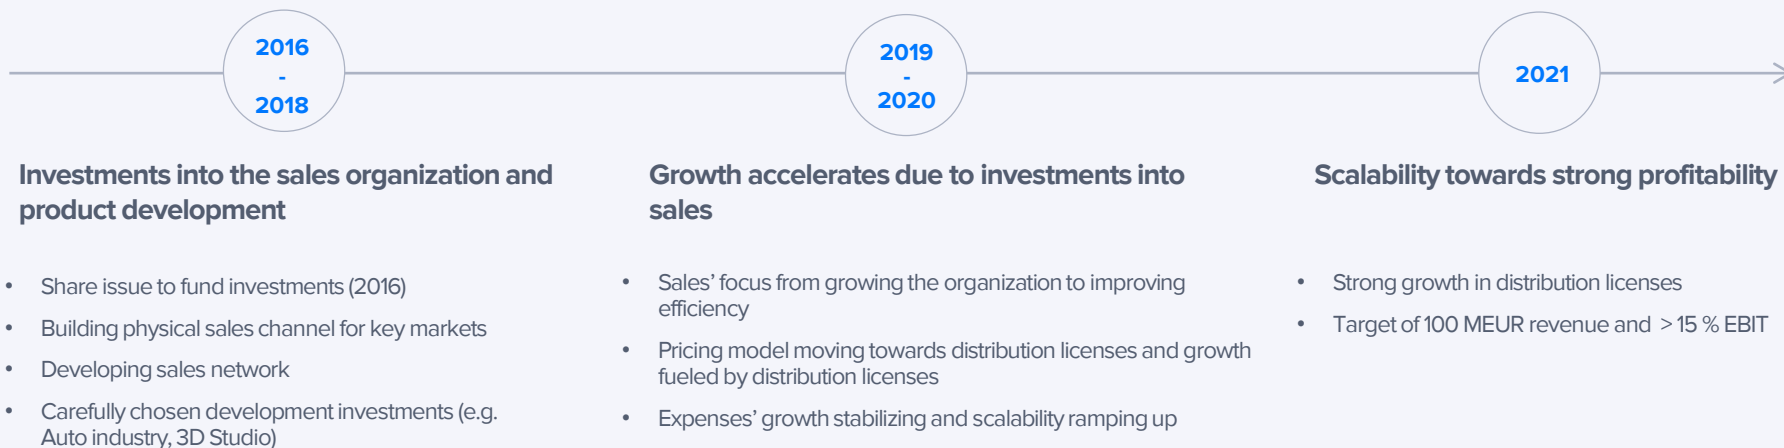 2016
-
2018
2019
-
2020
2021
Investments into the sales organization and
product development
• Share issue to fund investments (2016)
• Building physical sales channel for key markets
• Developing sales network
• Carefully chosen development investments (e.g.
Auto industry, 3D Studio)
Growth accelerates due to investments into
sales
• Sales’ focus from growing the organization to improving
efficiency
• Pricing model moving towards distribution licenses and growth
fueled by distribution licenses
• Expenses’ growth stabilizing and scalability ramping up
Scalability towards strong profitability
• Strong growth in distribution licenses
• Target of 100 MEUR revenue and > 15 % EBIT